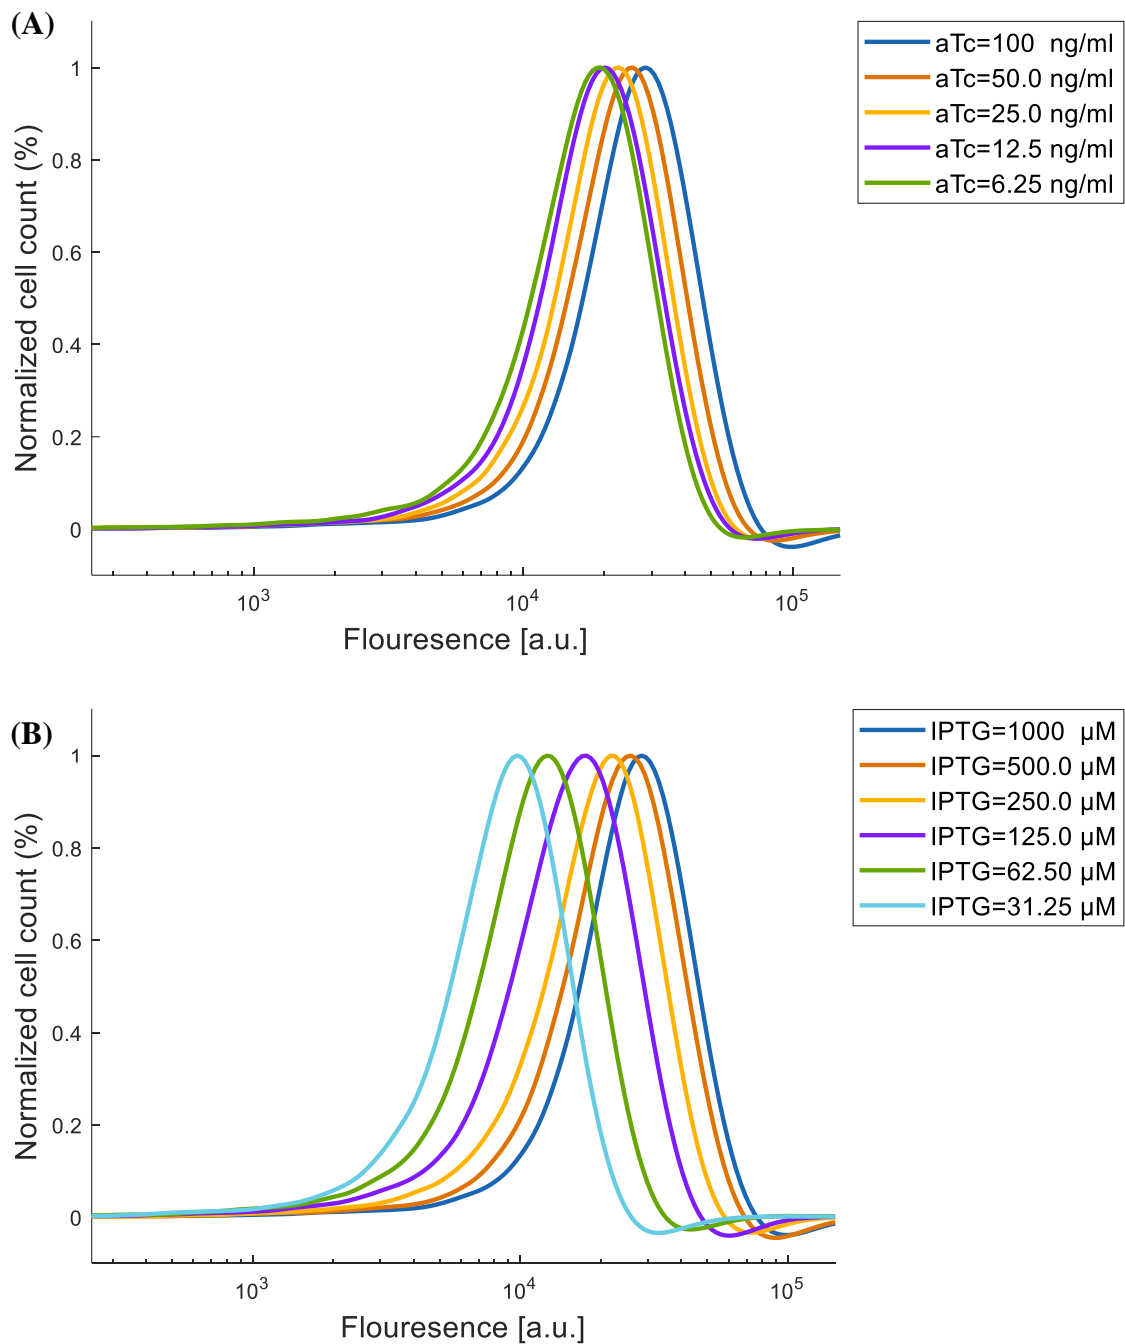 (A)
aTc=100 ng/ml
aTc=50.0 ng/ml
aTc=25.0 ng/ml
aTc=12.5 ng/ml
aTc=6.25 ng/ml
Normalized cell count (%)
1
0.8
0.6
0.4
0.2
0
10³
10⁴
10⁵
Flouresence [a.u.]
(B)
IPTG=1000 µM
IPTG=500.0 µM
IPTG=250.0 µM
IPTG=125.0 µM
IPTG=62.50 µM
IPTG=31.25 µM
Normalized cell count (%)
1
0.8
0.6
0.4
0.2
0
10³
10⁴
10⁵
Flouresence [a.u.]